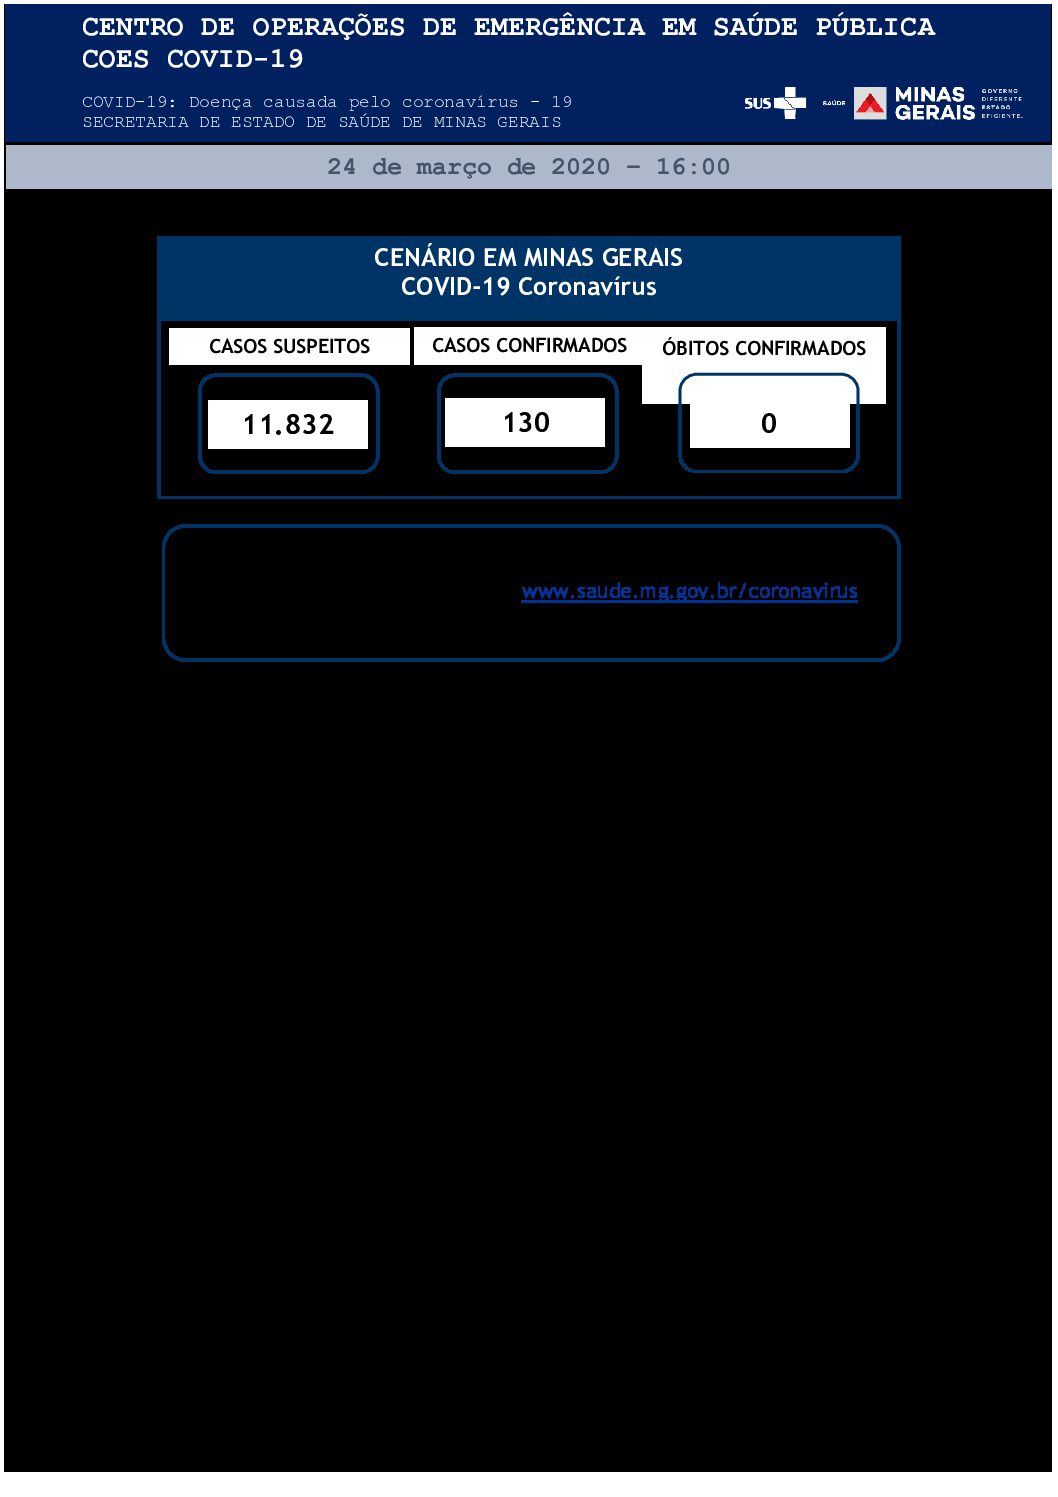 CENTRO DE OPERAÇÕES DE EMERGÊNCIA EM SAÚDE PÚBLICA
COES COVID-19
COVID-19: Doença causada pelo coronavírus - 19
SECRETARIA DE ESTADO DE SAÚDE DE MINAS GERAIS
SUS
SAÚDE
MINAS
GERAIS
GOVERNO
DIFERENTE.
ESTADO
EFICIENTE.
24 de março de 2020 – 16:00
CENÁRIO EM MINAS GERAIS
COVID-19 Coronavírus
CASOS SUSPEITOS
CASOS CONFIRMADOS
ÓBITOS CONFIRMADOS
11.832
130
0
www.saude.mg.gov.br/coronavirus